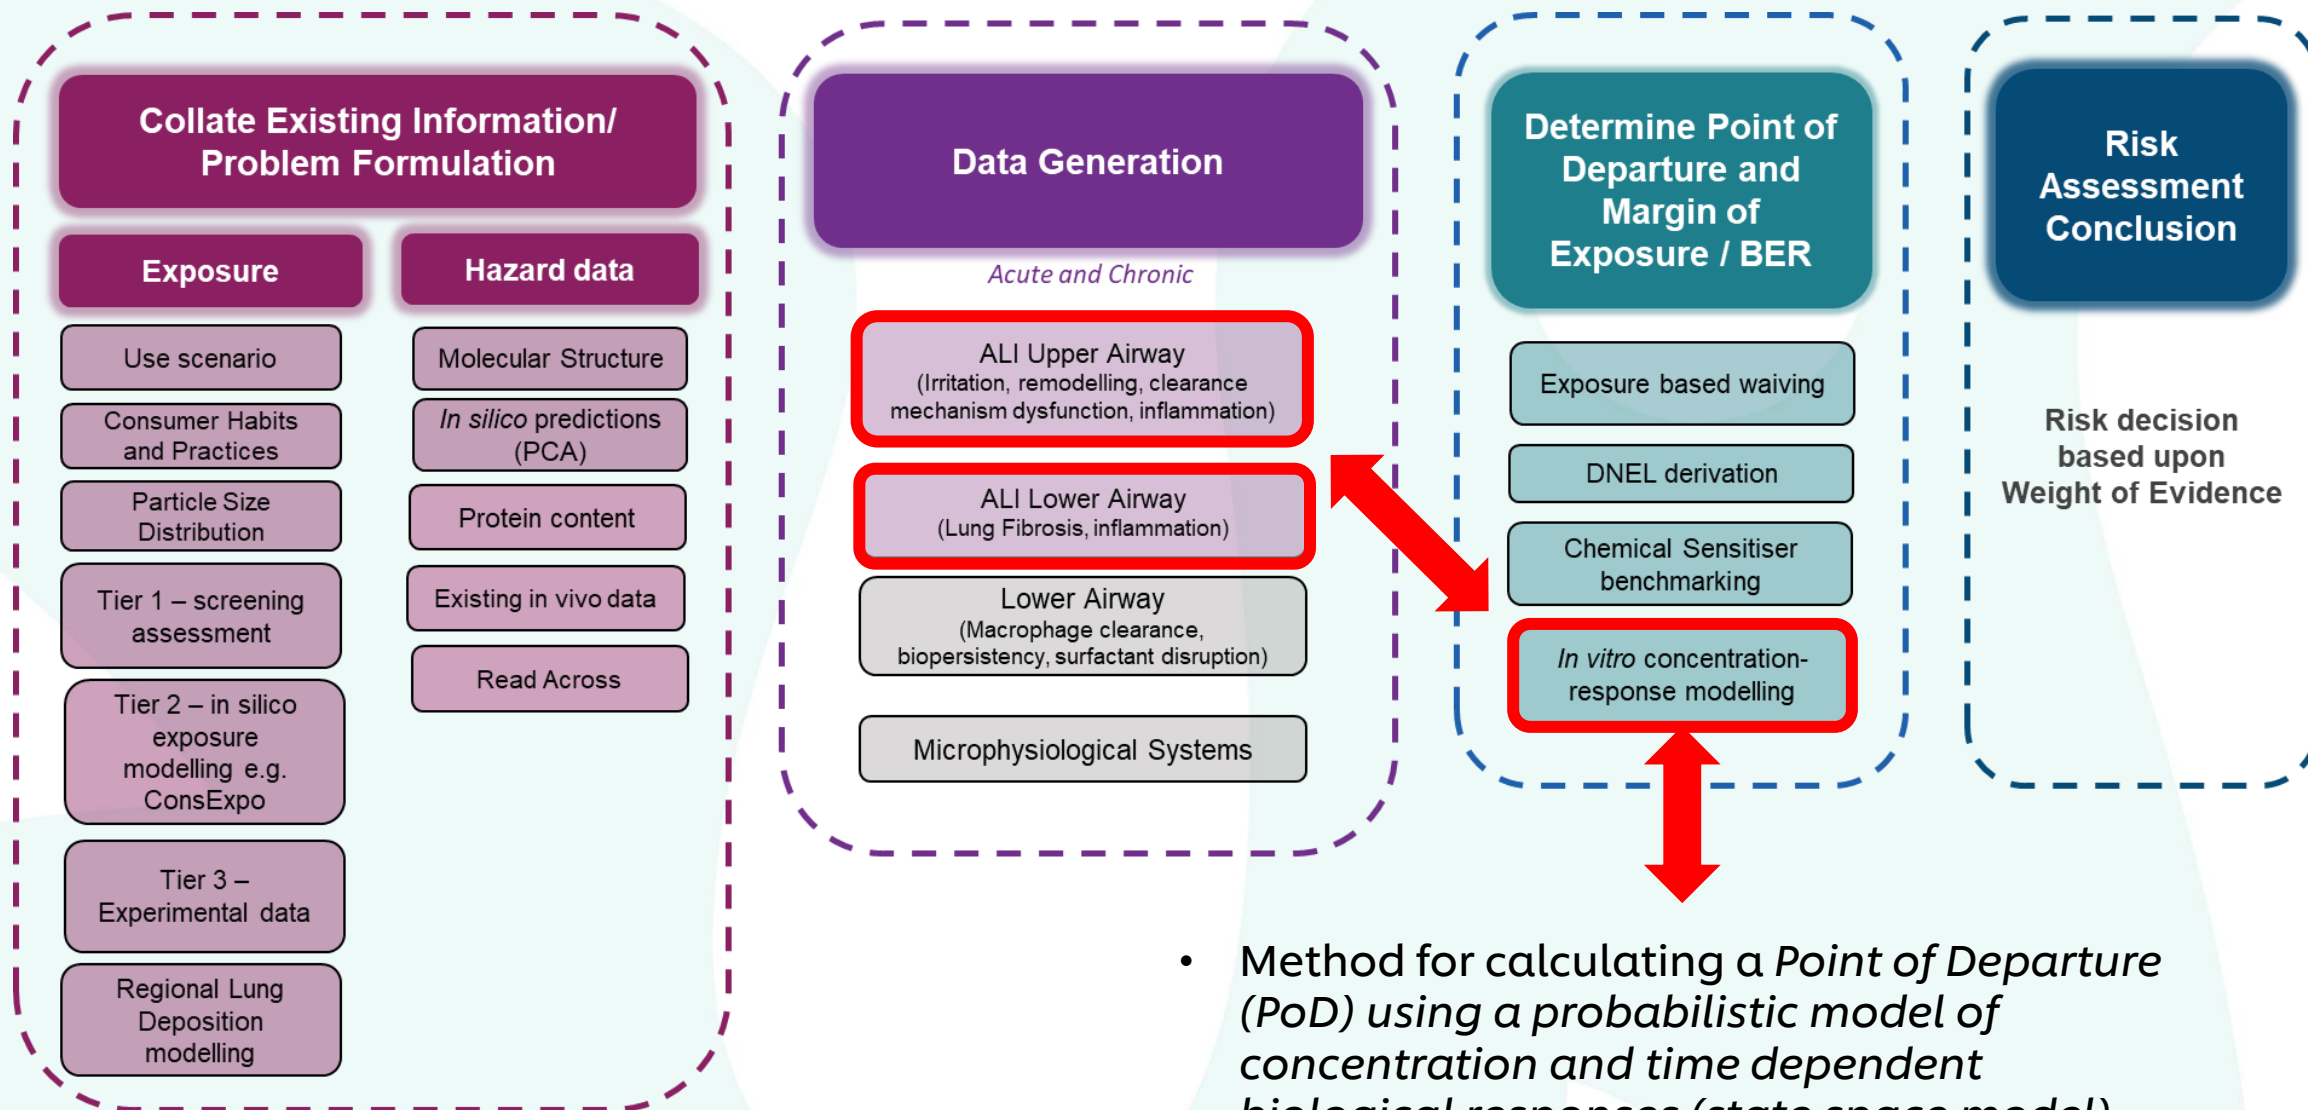 Collate Existing Information/
Problem Formulation
Exposure
Use scenario
Consumer Habits
and Practices
Particle Size
Distribution
Tier 1 – screening
assessment
Tier 2 – in silico
exposure
modelling e.g.
ConsExpo
Tier 3 –
Experimental data
Regional Lung
Deposition
modelling
Hazard data
Molecular Structure
In silico predictions
(PCA)
Protein content
Existing in vivo data
Read Across
Data Generation
Acute and Chronic
ALI Upper Airway
(Irritation, remodelling, clearance
mechanism dysfunction, inflammation)
ALI Lower Airway
(Lung Fibrosis, inflammation)
Lower Airway
(Macrophage clearance,
biopersistency, surfactant disruption)
Microphysiological Systems
Determine Point of
Departure and
Margin of
Exposure / BER
Exposure based waiving
DNEL derivation
Chemical Sensitiser
benchmarking
In vitro concentration-
response modelling
Risk
Assessment
Conclusion
Risk decision
based upon
Weight of Evidence
• Method for calculating a Point of Departure
(PoD) using a probabilistic model of
concentration and time dependent
biological responses (state space model)